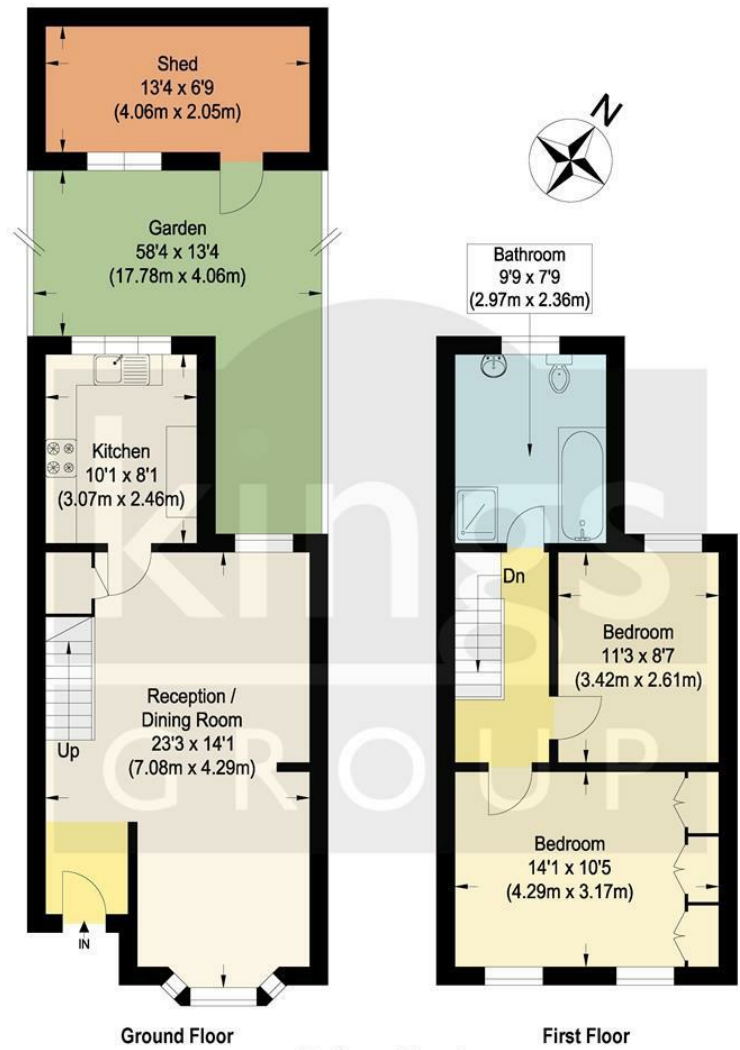 Shed
13'4 x 6'9
(4.06m x 2.05m)
N
Garden
58'4 x 13'4
(17.78m x 4.06m)
Bathroom
9'9 x 7'9
(2.97m x 2.36m)
Kitchen
10'1 x 8'1
(3.07m x 2.46m)
kings
GROUP
Dn
Bedroom
11'3 x 8'7
(3.42m x 2.61m)
Reception /
Dining Room
23'3 x 14'1
(7.08m x 4.29m)
Up
Bedroom
14'1 x 10'5
(4.29m x 3.17m)
IN
Ground Floor
First Floor